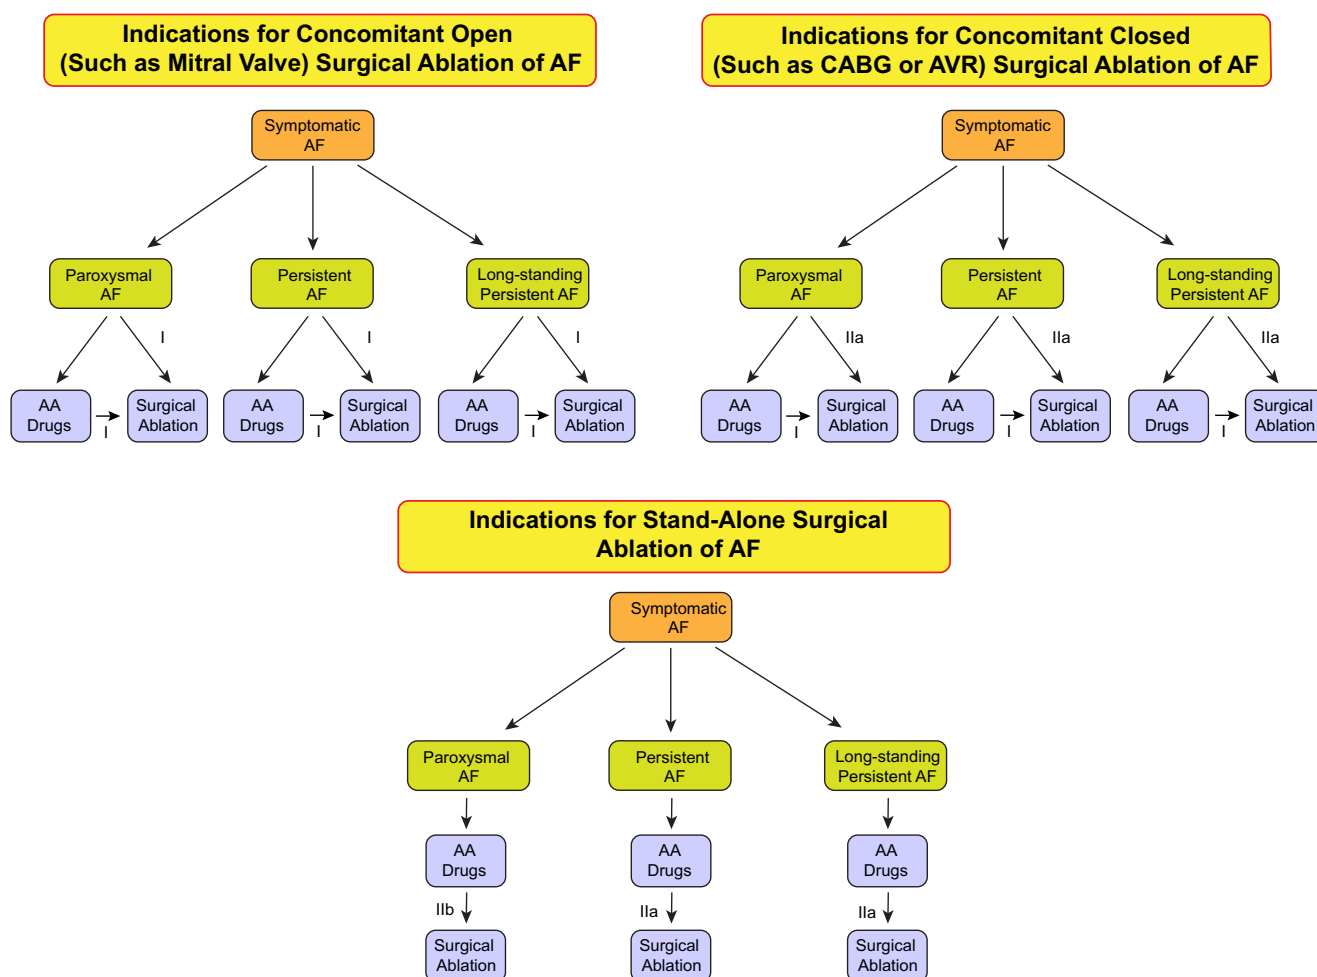 Indications for Concomitant Open
(Such as Mitral Valve) Surgical Ablation of AF
Symptomatic
AF
Paroxysmal
AF
Persistent
AF
Long-standing
Persistent AF
I
I
I
AA
Drugs
I
Surgical
Ablation
AA
Drugs
I
Surgical
Ablation
AA
Drugs
I
Surgical
Ablation
Indications for Concomitant Closed
(Such as CABG or AVR) Surgical Ablation of AF
Symptomatic
AF
Paroxysmal
AF
Persistent
AF
Long-standing
Persistent AF
IIa
IIa
IIa
AA
Drugs
I
Surgical
Ablation
AA
Drugs
I
Surgical
Ablation
AA
Drugs
I
Surgical
Ablation
Indications for Stand-Alone Surgical
Ablation of AF
Symptomatic
AF
Paroxysmal
AF
Persistent
AF
Long-standing
Persistent AF
AA
Drugs
AA
Drugs
AA
Drugs
IIb
IIa
IIa
Surgical
Ablation
Surgical
Ablation
Surgical
Ablation